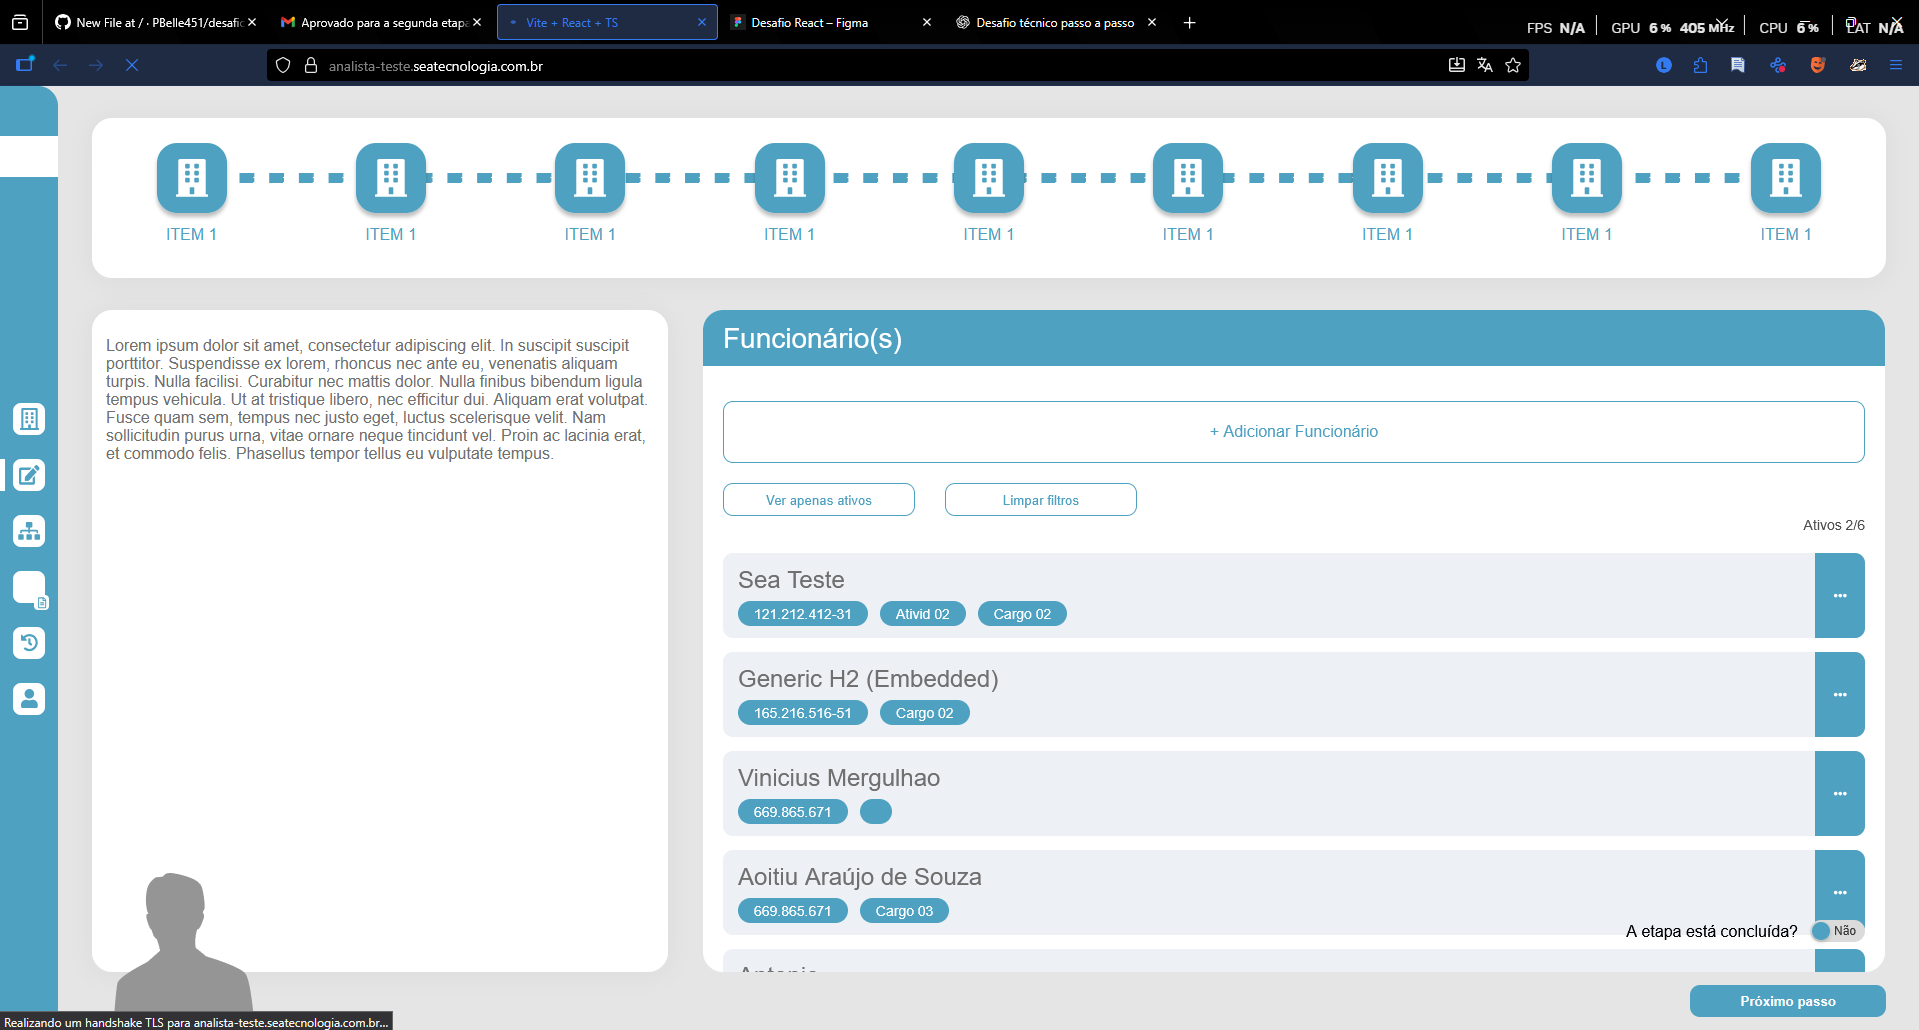 New File at / · PBelle451/desafi
Aprovado para a segunda etapa
Vite + React + TS
Desafio React – Figma
Desafio técnico passo a passo
FPS N/A
GPU 6 % 405 MHz
CPU 6 %
LAT N/A
analista-teste.seatecnologia.com.br
L
ITEM 1
ITEM 1
ITEM 1
ITEM 1
ITEM 1
ITEM 1
ITEM 1
ITEM 1
ITEM 1
Lorem ipsum dolor sit amet, consectetur adipiscing elit. In suscipit suscipit
porttitor. Suspendisse ex lorem, rhoncus nec ante eu, venenatis aliquam
turpis. Nulla facilisi. Curabitur nec mattis dolor. Nulla finibus bibendum ligula
tempus vehicula. Ut at tristique libero, nec efficitur dui. Aliquam erat volutpat.
Fusce quam sem, tempus nec justo eget, luctus scelerisque velit. Nam
sollicitudin purus urna, vitae ornare neque tincidunt vel. Proin ac lacinia erat,
et commodo felis. Phasellus tempor tellus eu vulputate tempus.
Funcionário(s)
+ Adicionar Funcionário
Ver apenas ativos
Limpar filtros
Ativos 2/6
Sea Teste
121.212.412-31
Ativid 02
Cargo 02
Generic H2 (Embedded)
165.216.516-51
Cargo 02
Vinicius Mergulhao
669.865.671
Aoitiu Araújo de Souza
669.865.671
Cargo 03
A etapa está concluída?
Não
Próximo passo
Realizando um handshake TLS para analista-teste.seatecnologia.com.br...